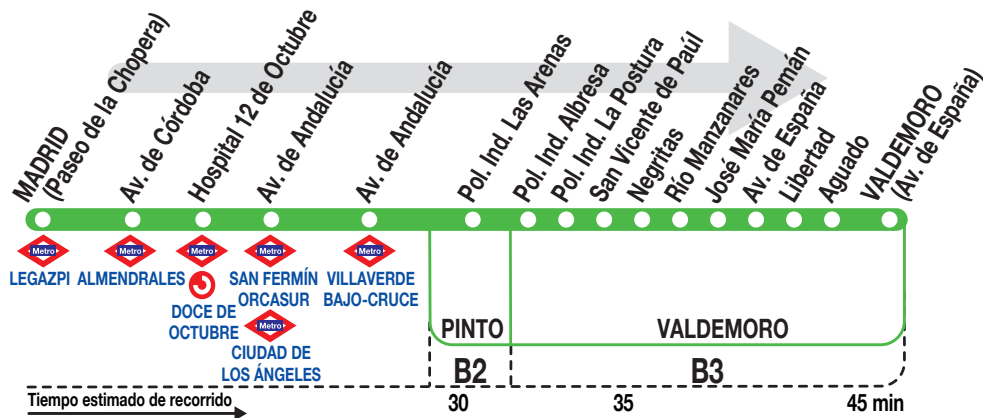 MADRID
(Paseo de la Chopera)
Av. de Córdoba
Hospital 12 de Octubre
Av. de Andalucía
Av. de Andalucía
Pol. Ind. Las Arenas
Pol. Ind. Albresa
Pol. Ind. La Postura
San Vicente de Paúl
Negritas
Río Manzanares
José María Pemán
Av. de España
Libertad
Aguado
VALDEMORO
(Av. de España)
Metro
LEGAZPI
Metro
ALMENDRALES
Metro
DOCE DE
OCTUBRE
Metro
SAN FERMÍN
ORCASUR
Metro
CIUDAD DE
LOS ÁNGELES
Metro
VILLAVERDE
BAJO-CRUCE
PINTO
VALDEMORO
B2
B3
Tiempo estimado de recorrido
30
35
45 min